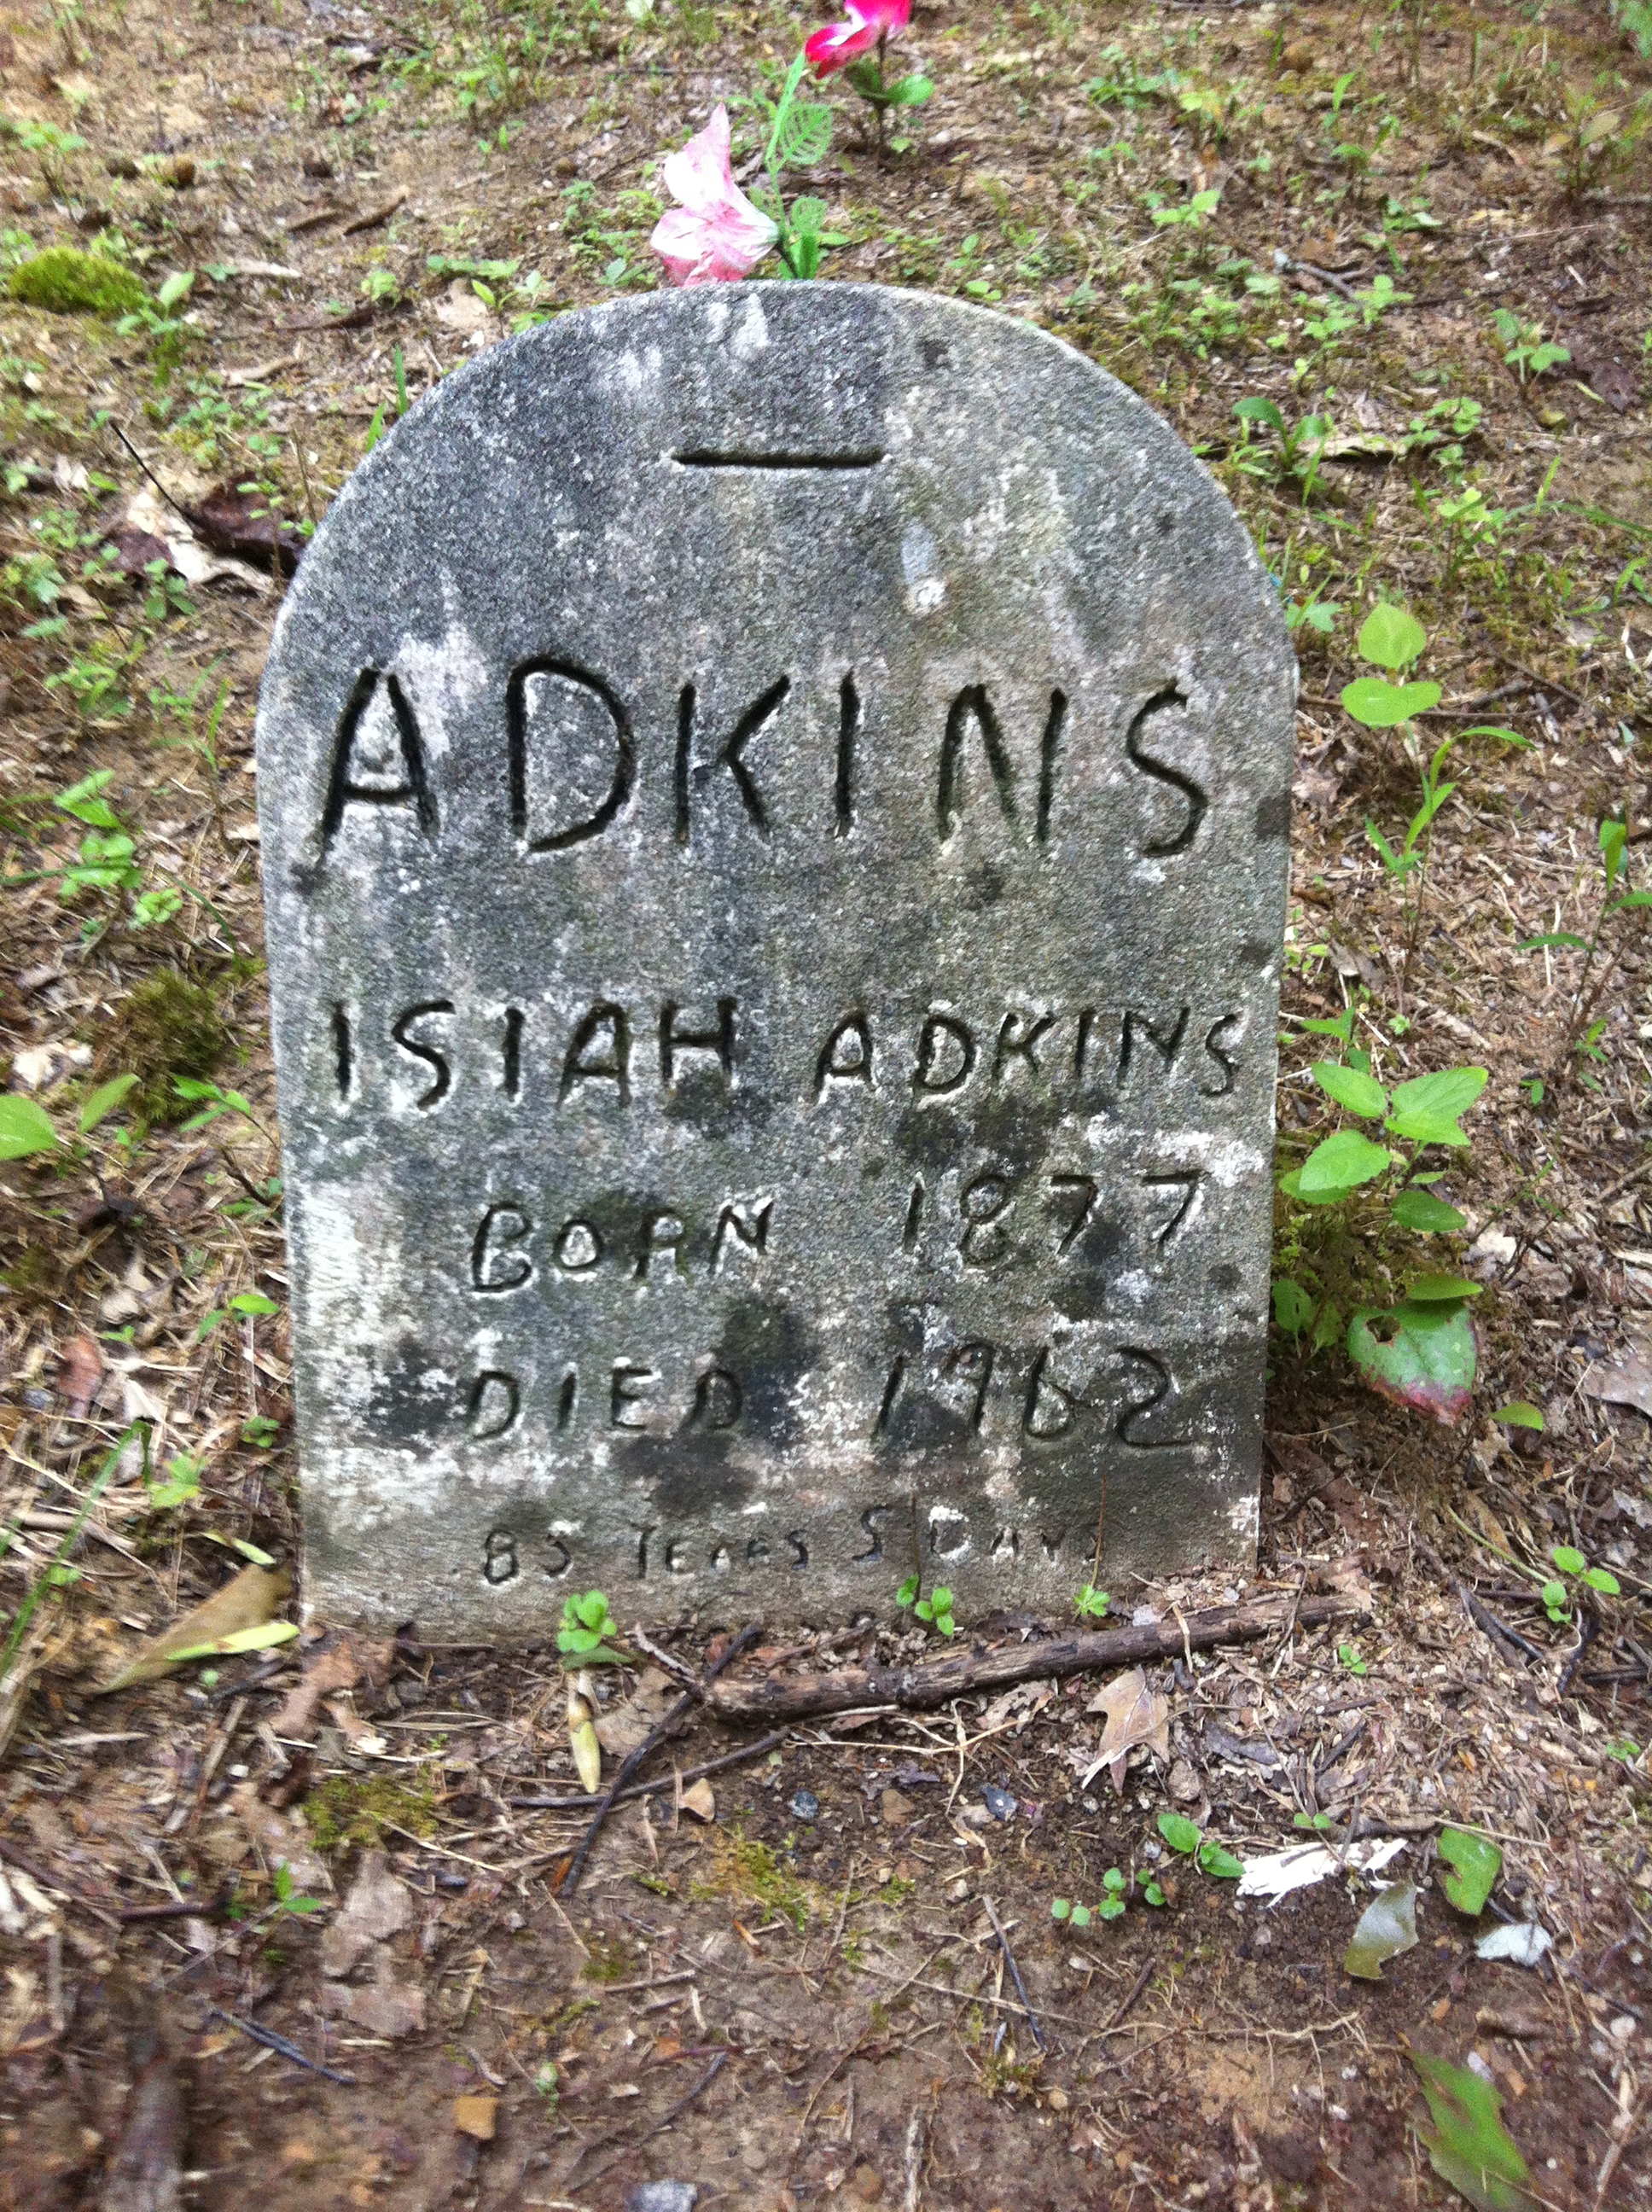 ADKINS
ISIAH ADKINS
BORN 1877
DIED 1962
85 YEARS 5 DAYS